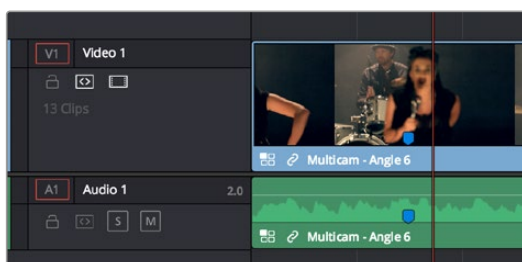 V1 Video 1
13 Clips
Multicam - Angle 6
A1 Audio 1 2.0
S M
Multicam - Angle 6